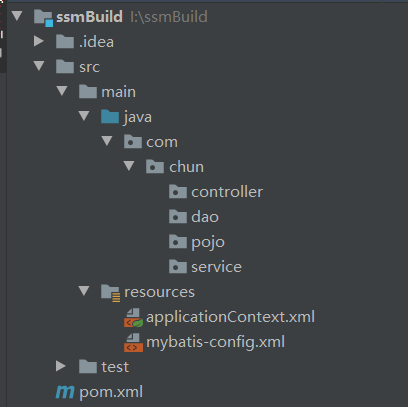 ssmBuild I:\ssmBuild
.idea
src
main
java
com
chun
controller
dao
pojo
service
resources
applicationContext.xml
mybatis-config.xml
test
pom.xml